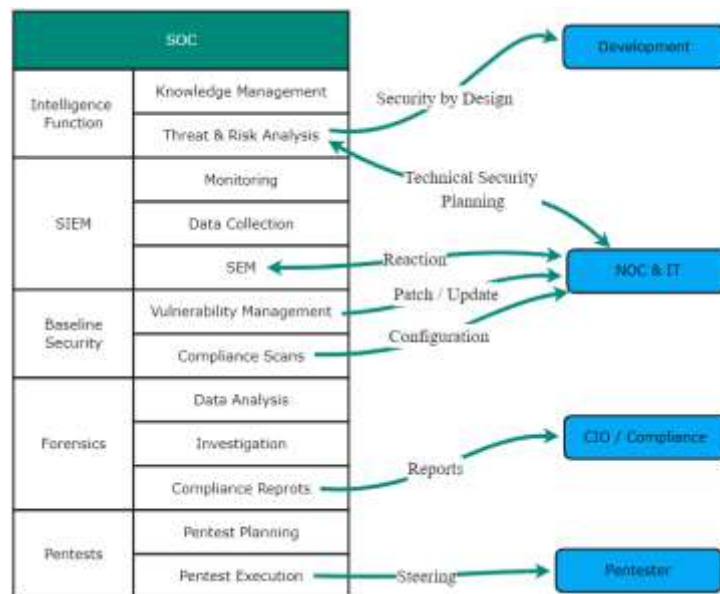 SOC
Intelligence
Function
Knowledge Management
Threat & Risk Analysis
SIEM
Monitoring
Data Collection
SEM
Baseline
Security
Vulnerability Management
Compliance Scans
Forensics
Data Analysis
Investigation
Compliance Reprots
Pentests
Pentest Planning
Pentest Execution
Security by Design
Technical Security
Planning
Reaction
Patch / Update
Configuration
Reports
Steering
Development
NOC & IT
CIO / Compliance
Pentester